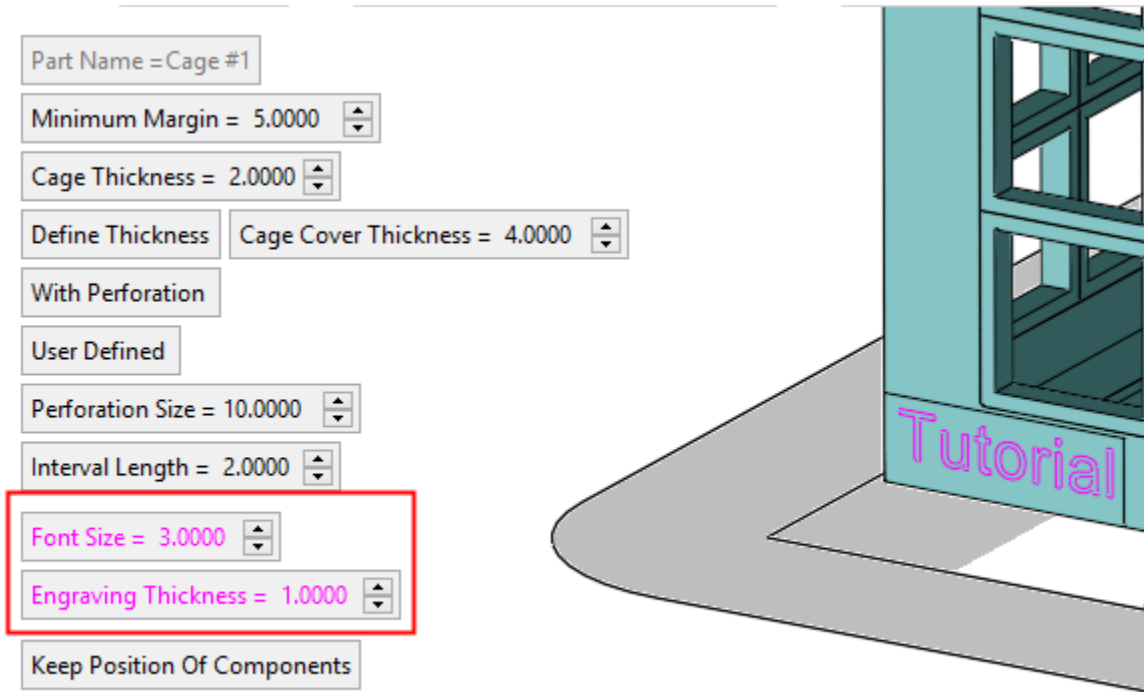 Part Name =Cage #1
Minimum Margin = 5.0000
Cage Thickness = 2.0000
Define Thickness Cage Cover Thickness = 4.0000
With Perforation
User Defined
Perforation Size = 10.0000
Interval Length = 2.0000
Font Size = 3.0000
Engraving Thickness = 1.0000
Keep Position Of Components
Tutorial